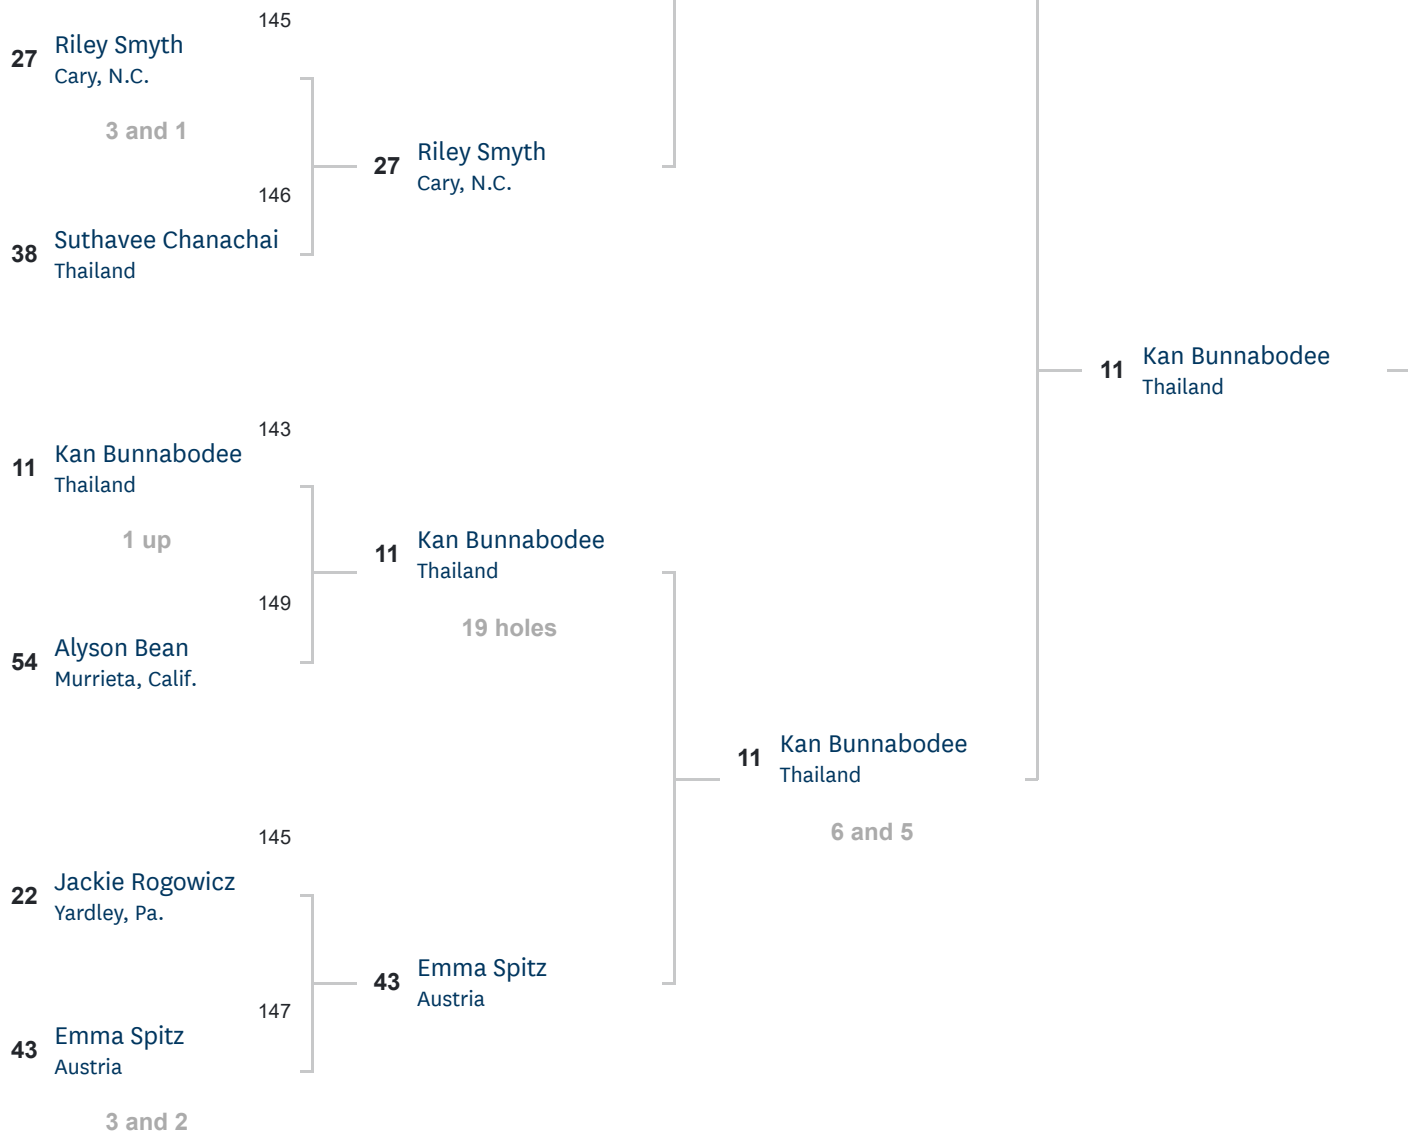 145
27 Riley Smyth
Cary, N.C.
3 and 1
146
38 Suthavee Chanachai
Thailand
27 Riley Smyth
Cary, N.C.
143
11 Kan Bunnabodee
Thailand
1 up
149
54 Alyson Bean
Murrieta, Calif.
11 Kan Bunnabodee
Thailand
19 holes
145
22 Jackie Rogowicz
Yardley, Pa.
147
43 Emma Spitz
Austria
3 and 2
43 Emma Spitz
Austria
11 Kan Bunnabodee
Thailand
6 and 5
11 Kan Bunnabodee
Thailand